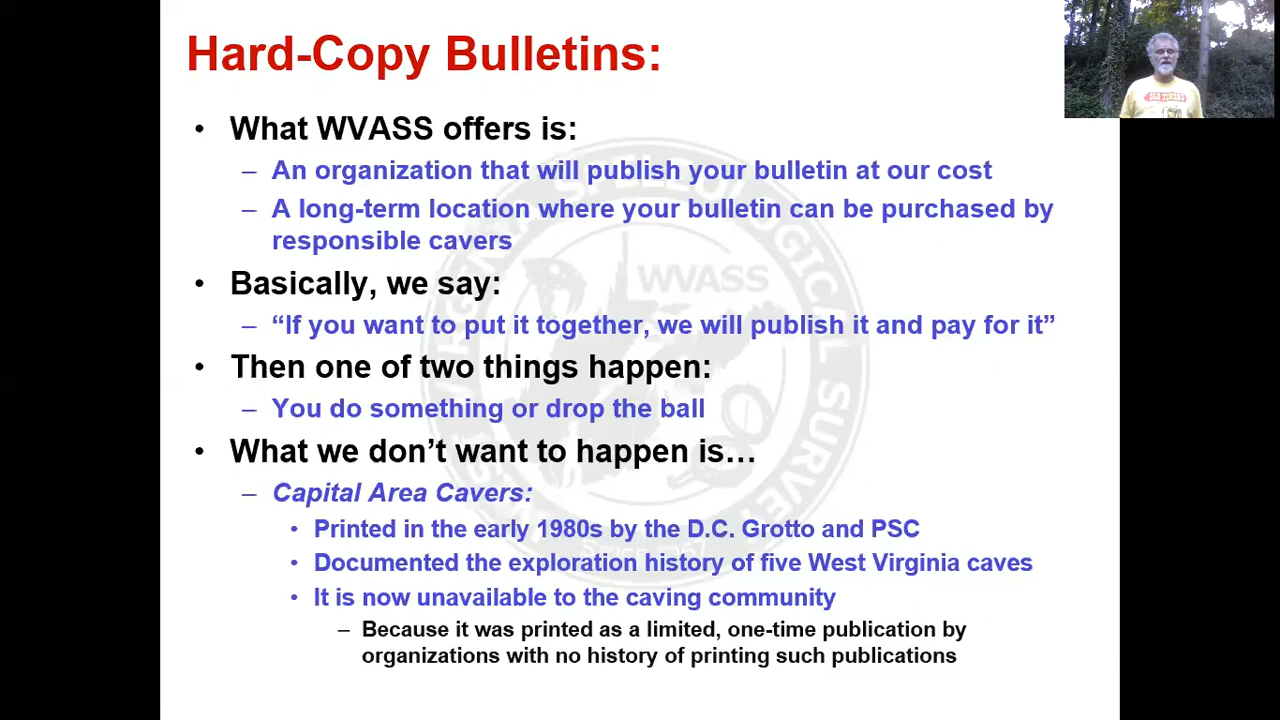 Hard-Copy Bulletins:
• What WVASS offers is:
– An organization that will publish your bulletin at our cost
– A long-term location where your bulletin can be purchased by
responsible cavers
• Basically, we say:
– “If you want to put it together, we will publish it and pay for it”
• Then one of two things happen:
– You do something or drop the ball
• What we don’t want to happen is…
– Capital Area Cavers:
• Printed in the early 1980s by the D.C. Grotto and PSC
• Documented the exploration history of five West Virginia caves
• It is now unavailable to the caving community
– Because it was printed as a limited, one-time publication by
organizations with no history of printing such publications
WVASS